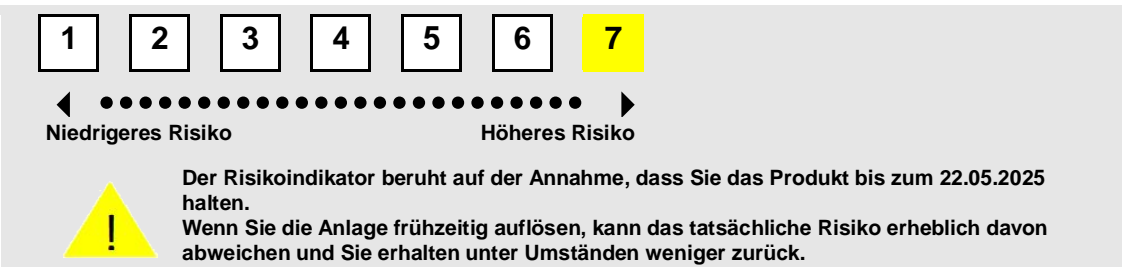 1 2 3 4 5 6 7
Niedrigeres Risiko Höheres Risiko
Der Risikoindikator beruht auf der Annahme, dass Sie das Produkt bis zum 22.05.2025
halten.
Wenn Sie die Anlage frühzeitig auflösen, kann das tatsächliche Risiko erheblich davon
! abweichen und Sie erhalten unter Umständen weniger zurück.